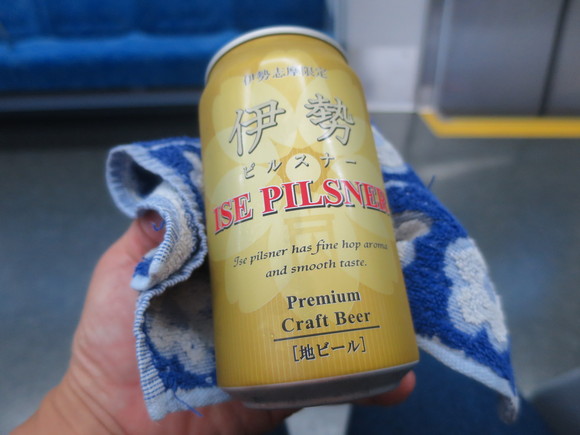 伊勢志摩限定
伊勢
ピルスナー
ISE PILSNER
Ise pilsner has fine hop aroma
and smooth taste.
Premium
Craft Beer
[地ビール]